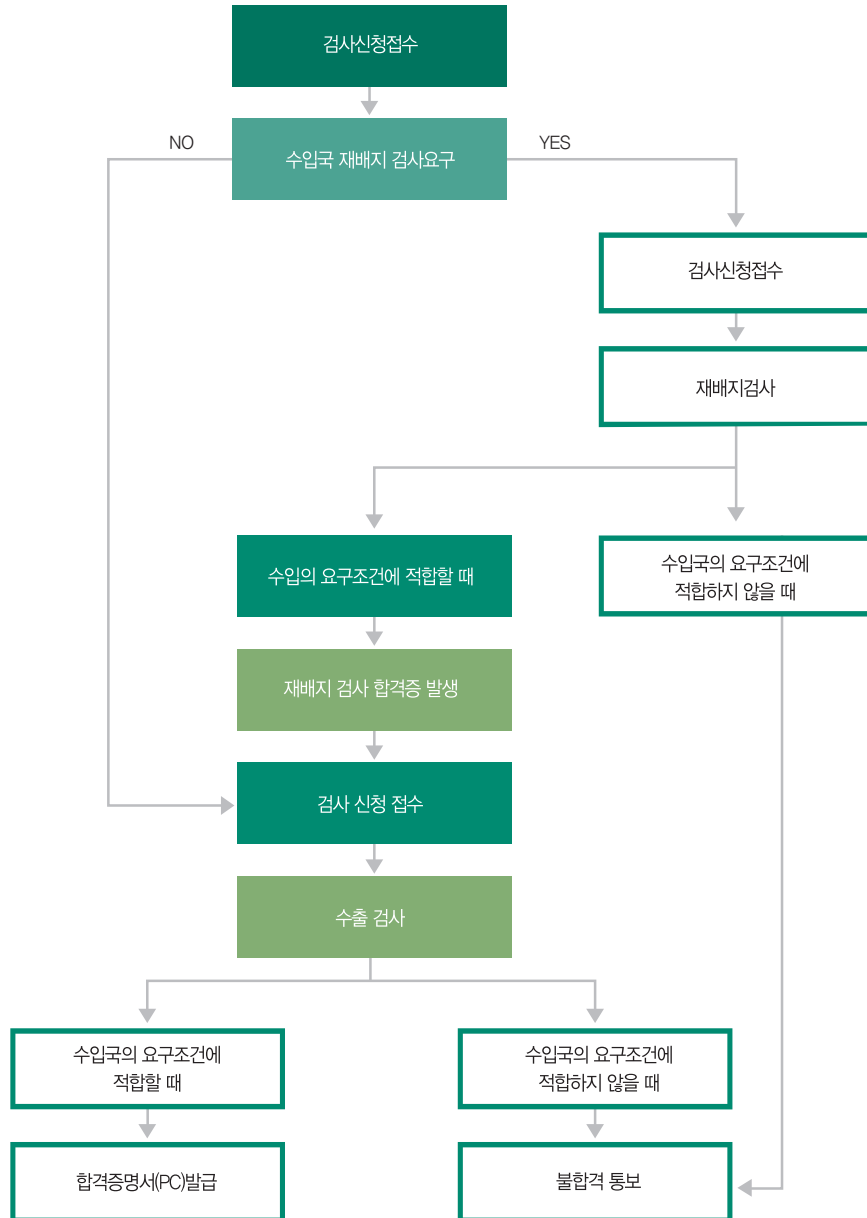 검사신청접수
NO
수입국 재배지 검사요구
YES
검사신청접수
재배지검사
수입의 요구조건에 적합할 때
수입국의 요구조건에
적합하지 않을 때
재배지 검사 합격증 발생
검사 신청 접수
수출 검사
수입국의 요구조건에
적합할 때
수입국의 요구조건에
적합하지 않을 때
합격증명서(PC)발급
불합격 통보